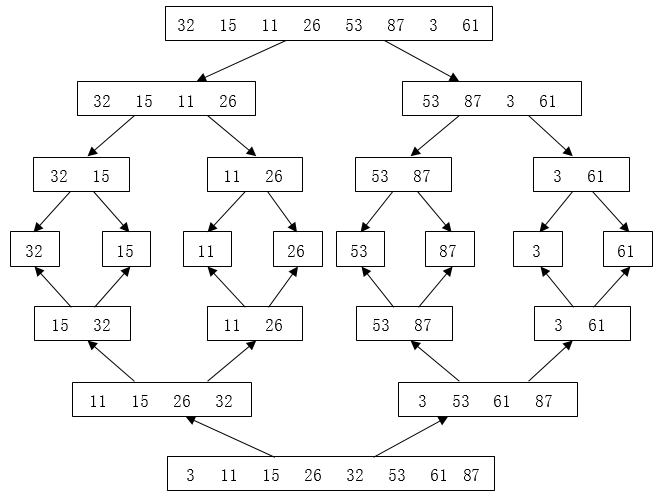 32 15 11 26 53 87 3 61
32 15 11 26
53 87 3 61
32 15
11 26
53 87
3 61
32
15
11
26
53
87
3
61
15 32
11 26
53 87
3 61
11 15 26 32
3 53 61 87
3 11 15 26 32 53 61 87